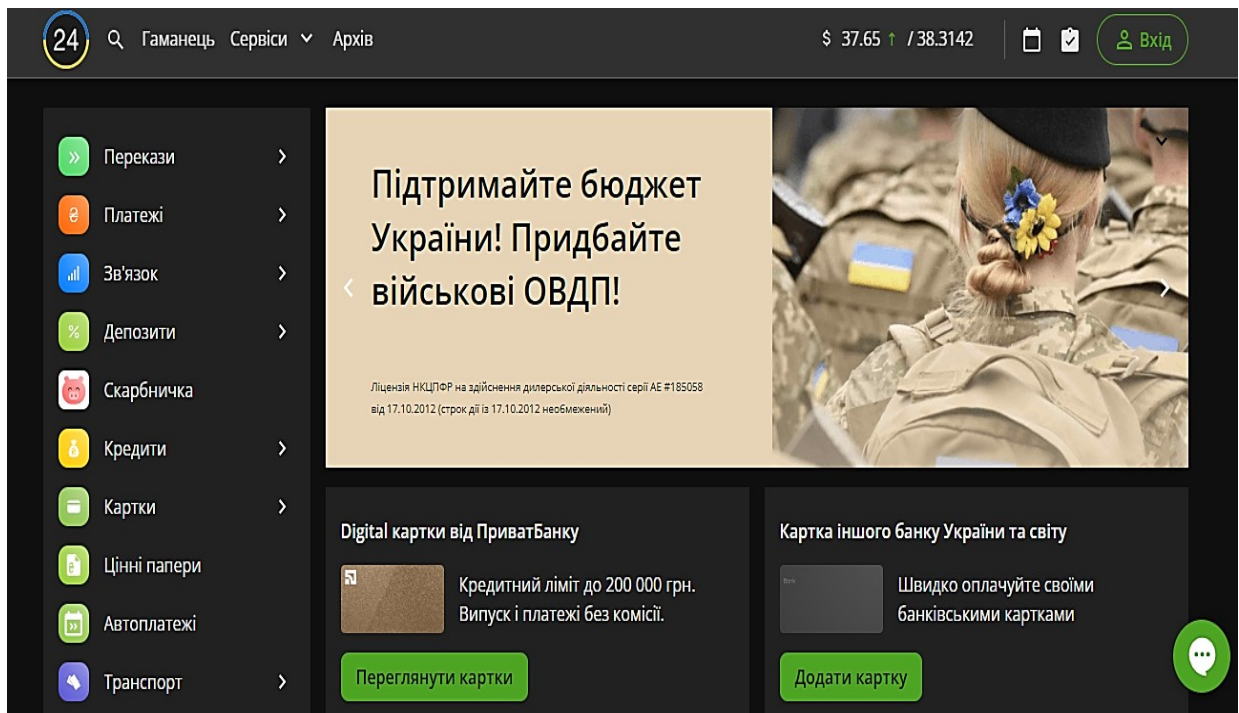 24 Гаманець Сервіси Архів $ 37.65 ↑ / 38.3142 Вхід
Перекази
Платежі
Зв'язок
Депозити
Скарбничка
Кредити
Картки
Цінні папери
Автоплатежі
Транспорт
Підтримайте бюджет
України! Придбайте
військові ОВДП!
Ліцензія НКЦПФР на здійснення дилерської діяльності серії АЕ #185058
від 17.10.2012 (строк дії із 17.10.2012 необмежений)
Digital картки від ПриватБанку
Кредитний ліміт до 200 000 грн.
Випуск і платежі без комісії.
Переглянути картки
Картка іншого банку України та світу
Bank
Швидко оплачуйте своїми
банківськими картками
Додати картку